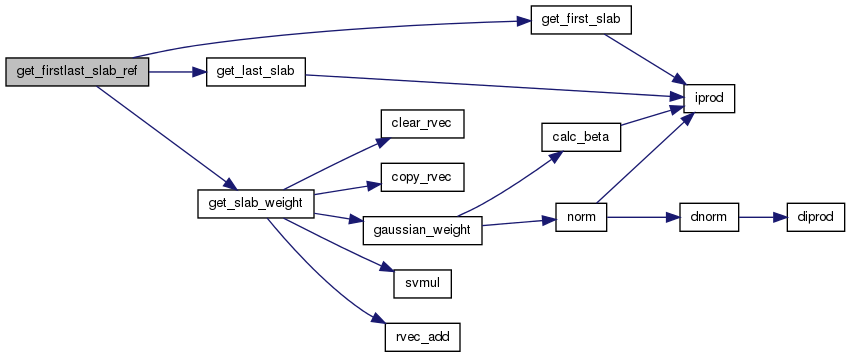 get_first_slab
get_firstlast_slab_ref
get_last_slab
iprod
clear_rvec
calc_beta
copy_rvec
get_slab_weight
gaussian_weight
norm
dnorm
diprod
svmul
rvec_add